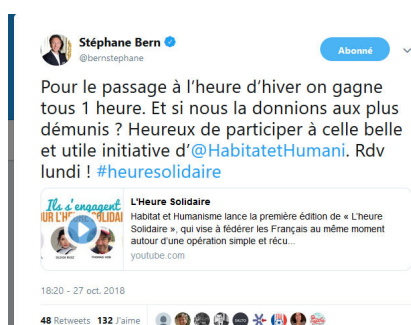 Stéphane Bern
@bernstephane
Abonné
Pour le passage à l'heure d'hiver on gagne
tous 1 heure. Et si nous la donnions aux plus
démunis ? Heureux de participer à celle belle
et utile initiative d'@HabitatetHumani. Rdv
lundi ! #heuresolidaire
Ils s'engagent
UR L'HEURE SOLIDAI
L'Heure Solidaire
Habitat et Humanisme lance la première édition de « L'heure
Solidaire », qui vise à fédérer les Français au même moment
autour d'une opération simple et récu...
youtube.com
18:20 - 27 oct. 2018
48 Retweets 132 J'aime